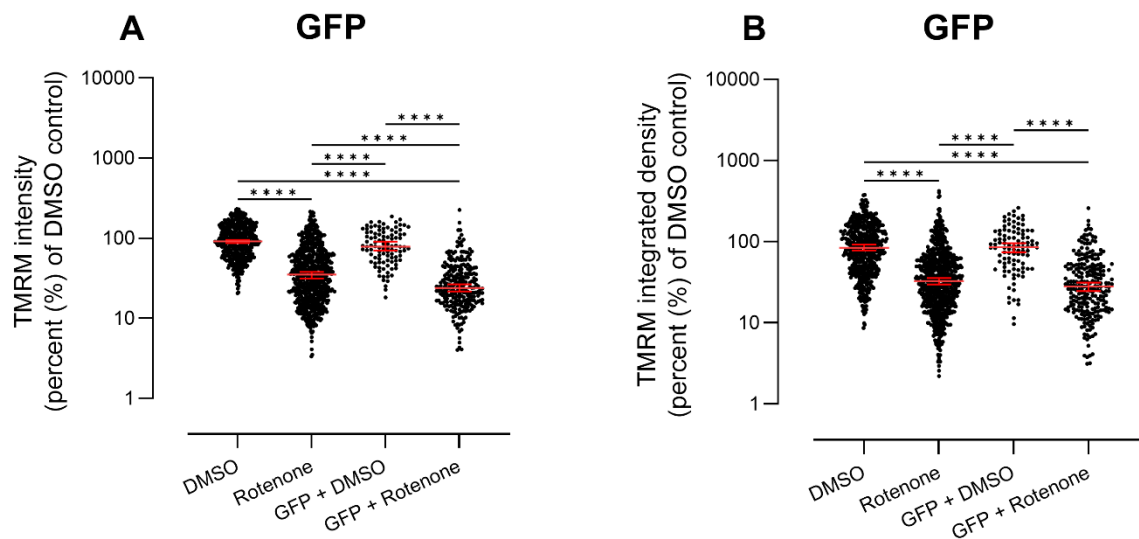 A
GFP
TMRM intensity
(percent (%) of DMSO control)
10000
1000
100
10
1
****
****
****
****
****
DMSO
Rotenone
GFP + DMSO
GFP + Rotenone
B
GFP
TMRM integrated density
(percent (%) of DMSO control)
10000
1000
100
10
1
****
****
****
****
DMSO
Rotenone
GFP + DMSO
GFP + Rotenone